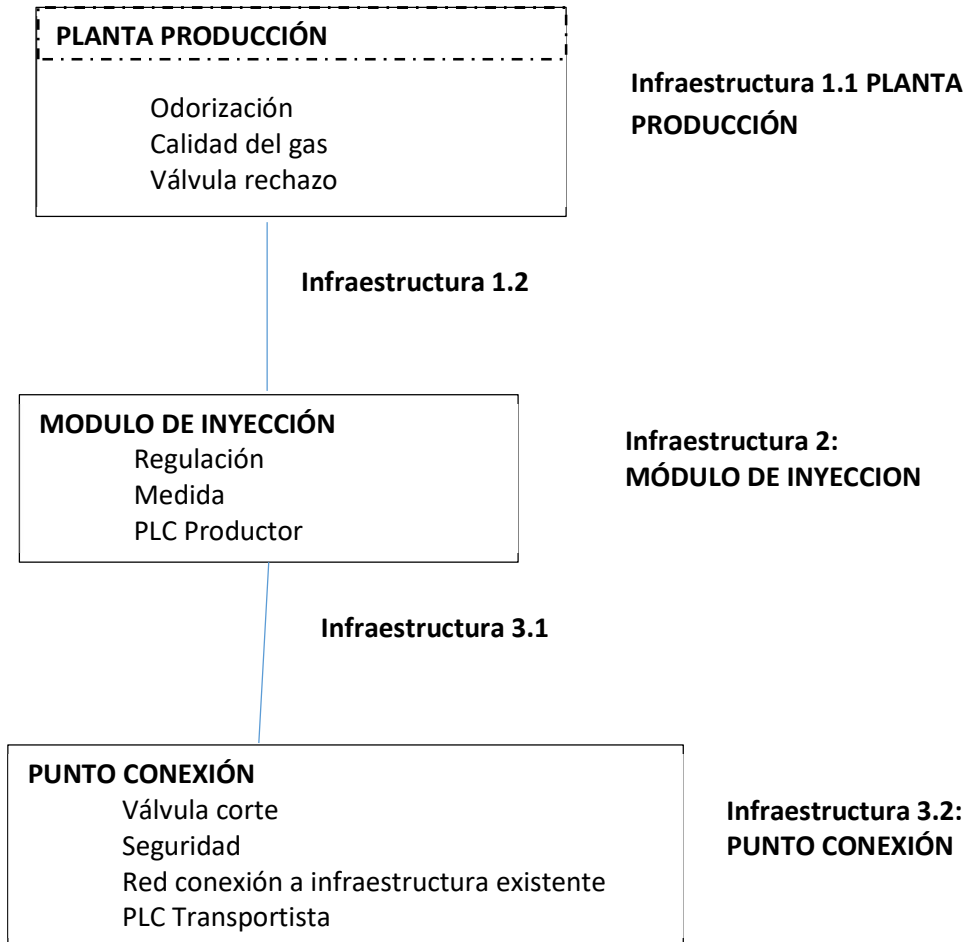 PLANTA PRODUCCIÓN
Odorización
Calidad del gas
Válvula rechazo
Infraestructura 1.1 PLANTA
PRODUCCIÓN
Infraestructura 1.2
MODULO DE INYECCIÓN
Regulación
Medida
PLC Productor
Infraestructura 2:
MÓDULO DE INYECCION
Infraestructura 3.1
PUNTO CONEXIÓN
Válvula corte
Seguridad
Red conexión a infraestructura existente
PLC Transportista
Infraestructura 3.2:
PUNTO CONEXIÓN